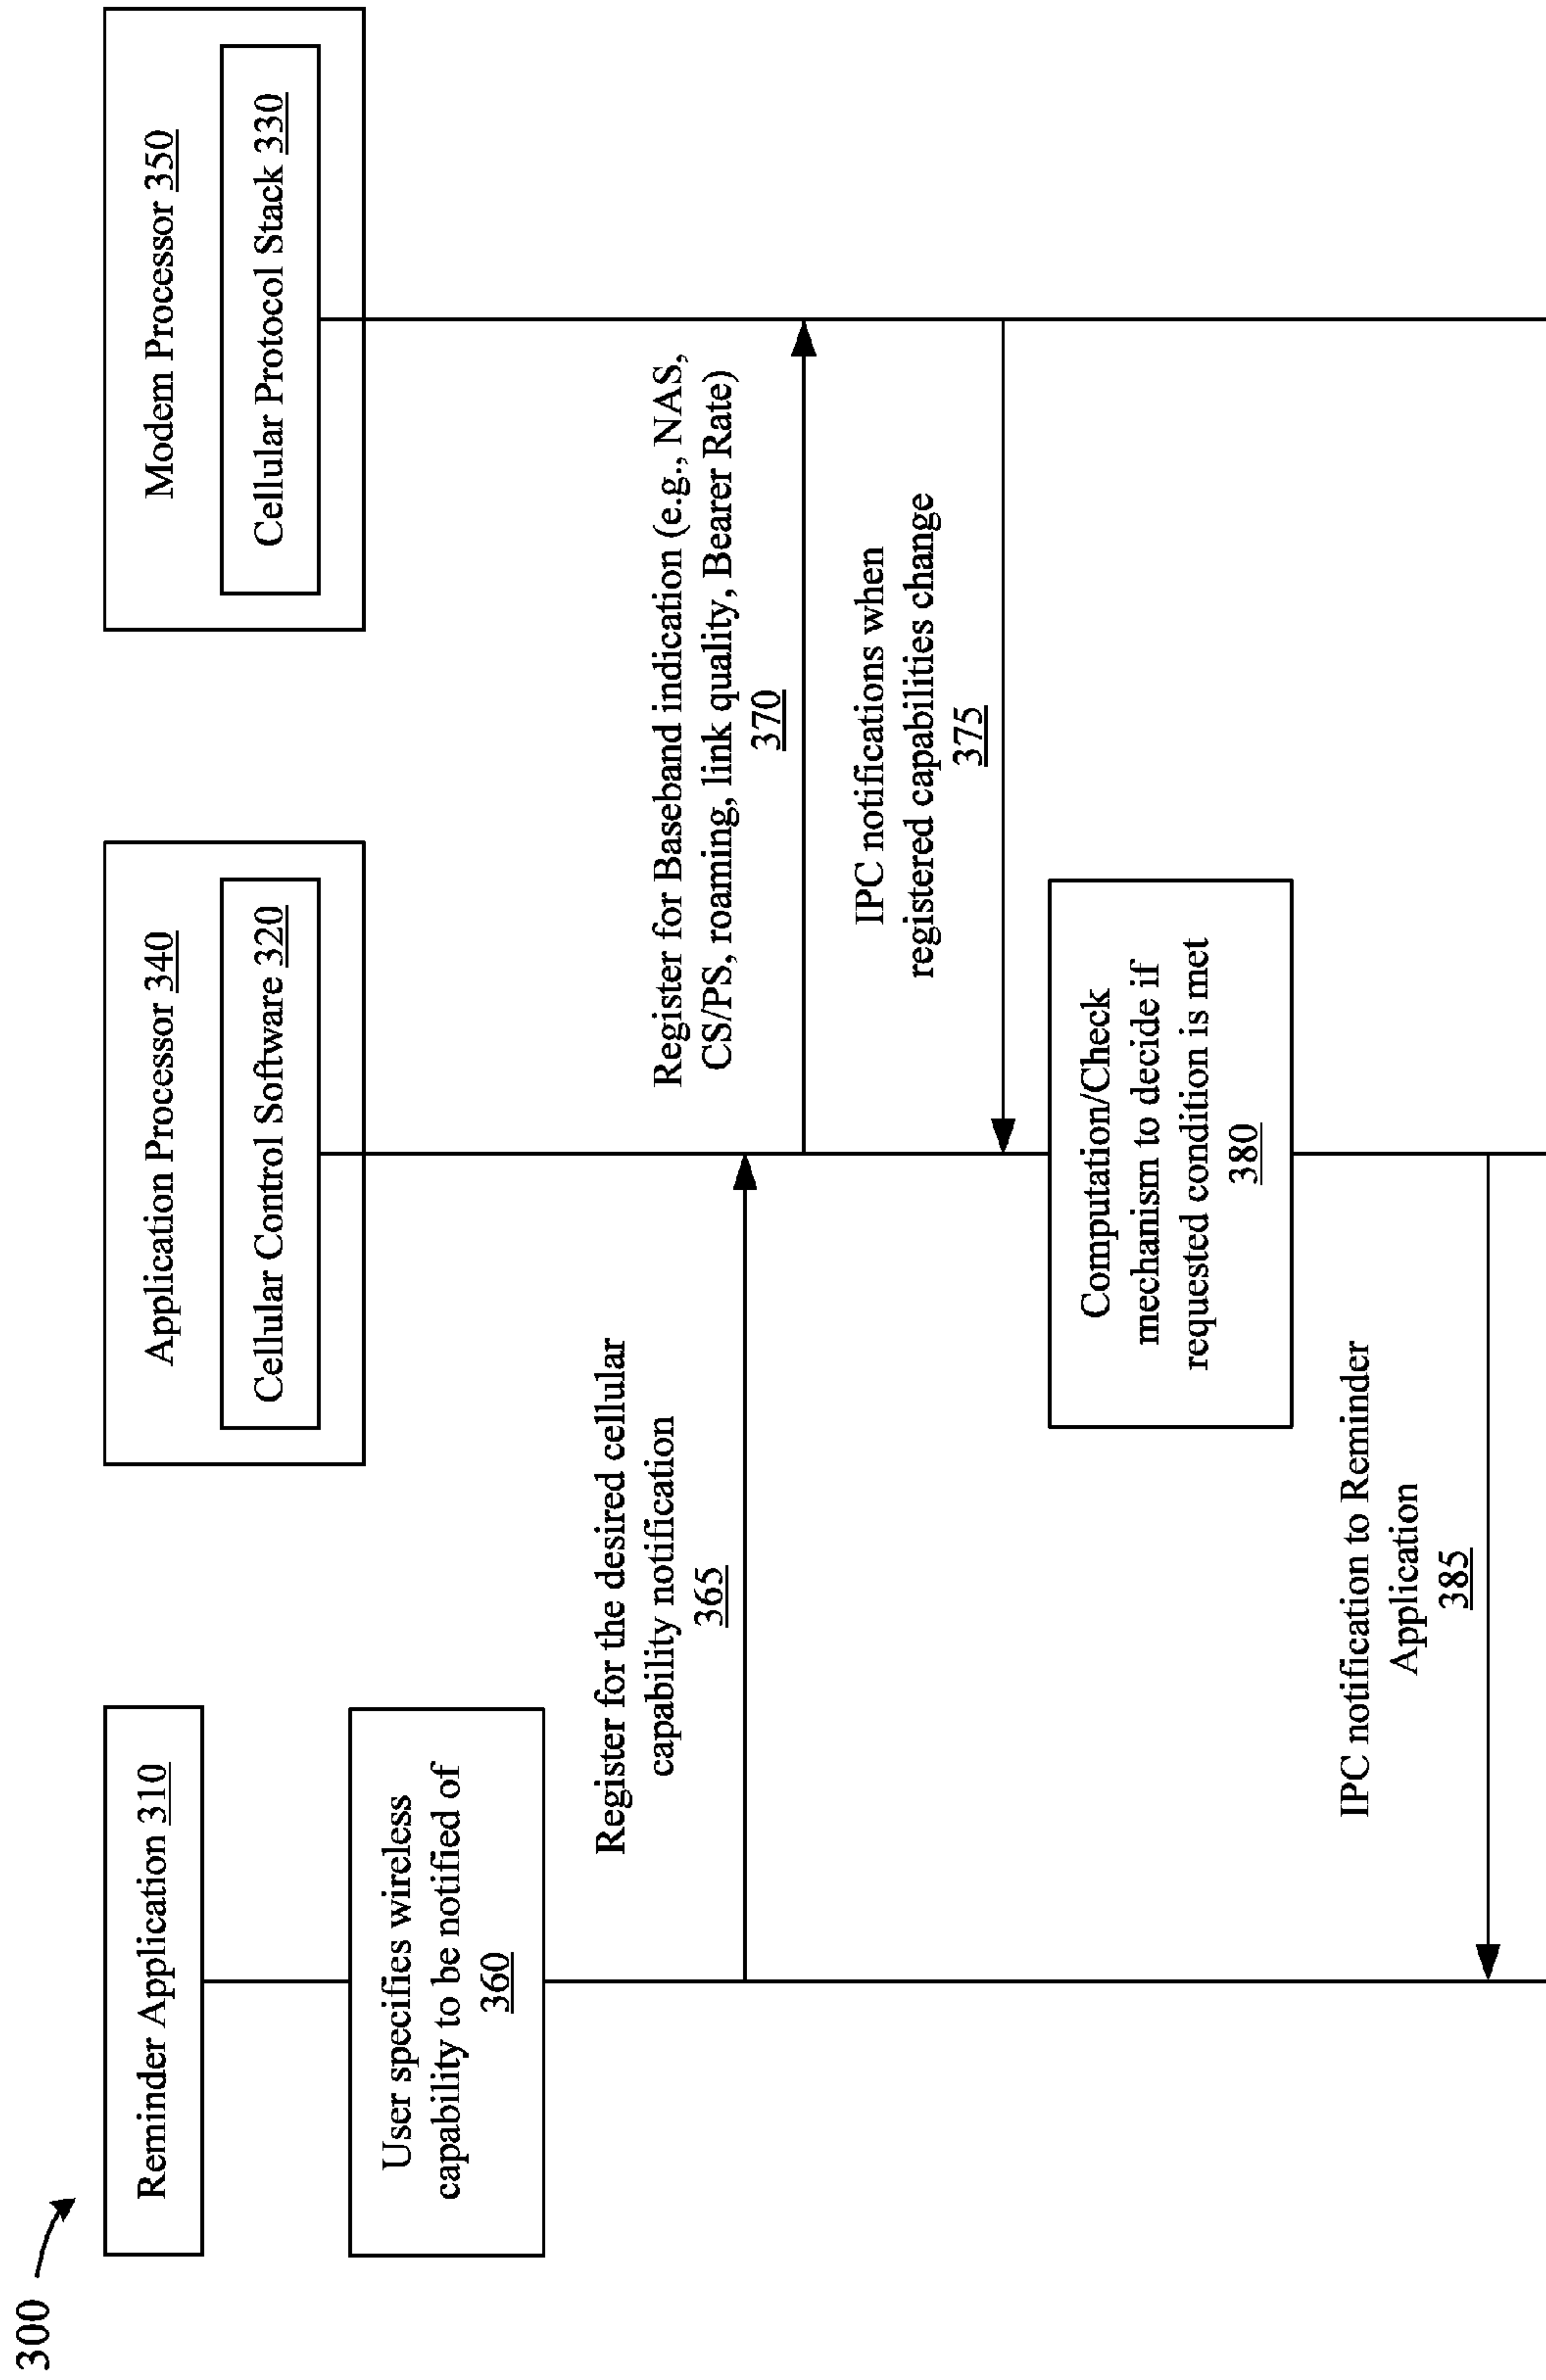 300
Reminder Application 310
Application Processor 340
Cellular Control Software 320
Modem Processor 350
Cellular Protocol Stack 330
User specifies wireless
capability to be notified of
360
Register for the desired cellular
capability notification
365
Register for Baseband indication (e.g., NAS,
CS/PS, roaming, link quality, Bearer Rate)
370
IPC notifications when
registered capabilities change
375
Computation/Check
mechanism to decide if
requested condition is met
380
IPC notification to Reminder
Application
385